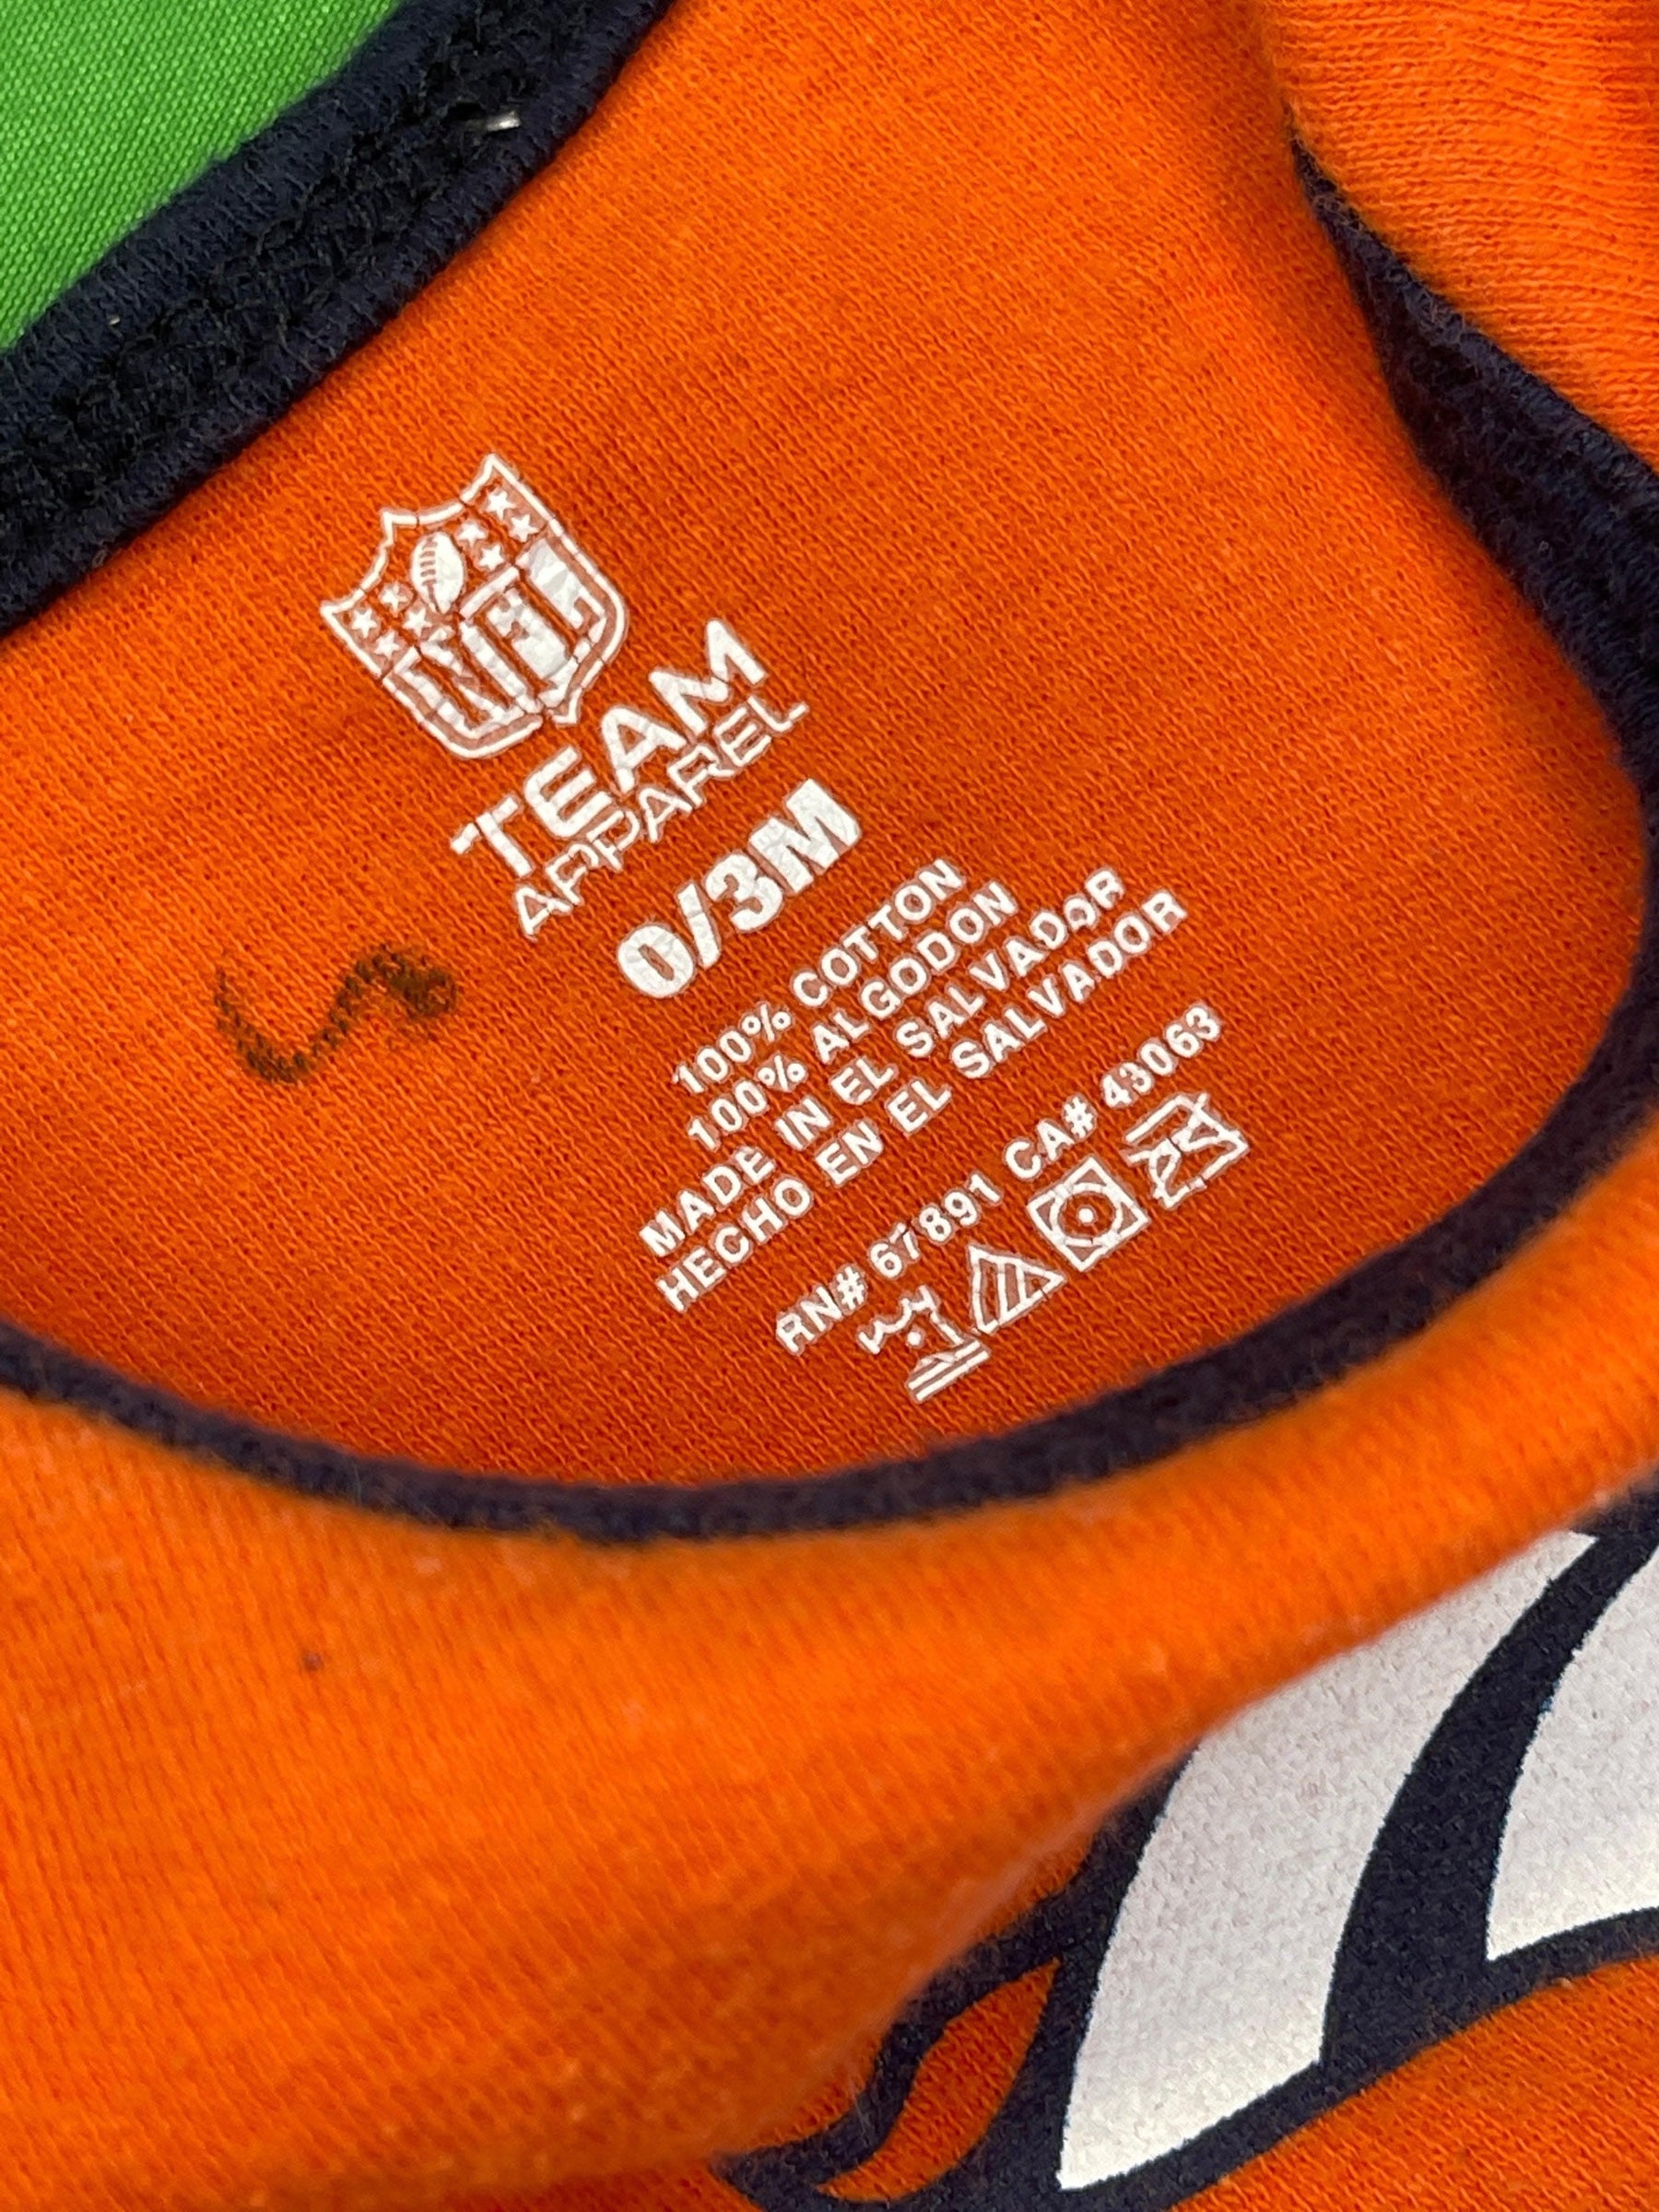 NFL
TEAM
APPAREL
0/3M
100% COTTON
100% ALGODON
MADE IN EL SALVADOR
HECHO EN EL SALVADOR
RN# 67891 CA# 43063